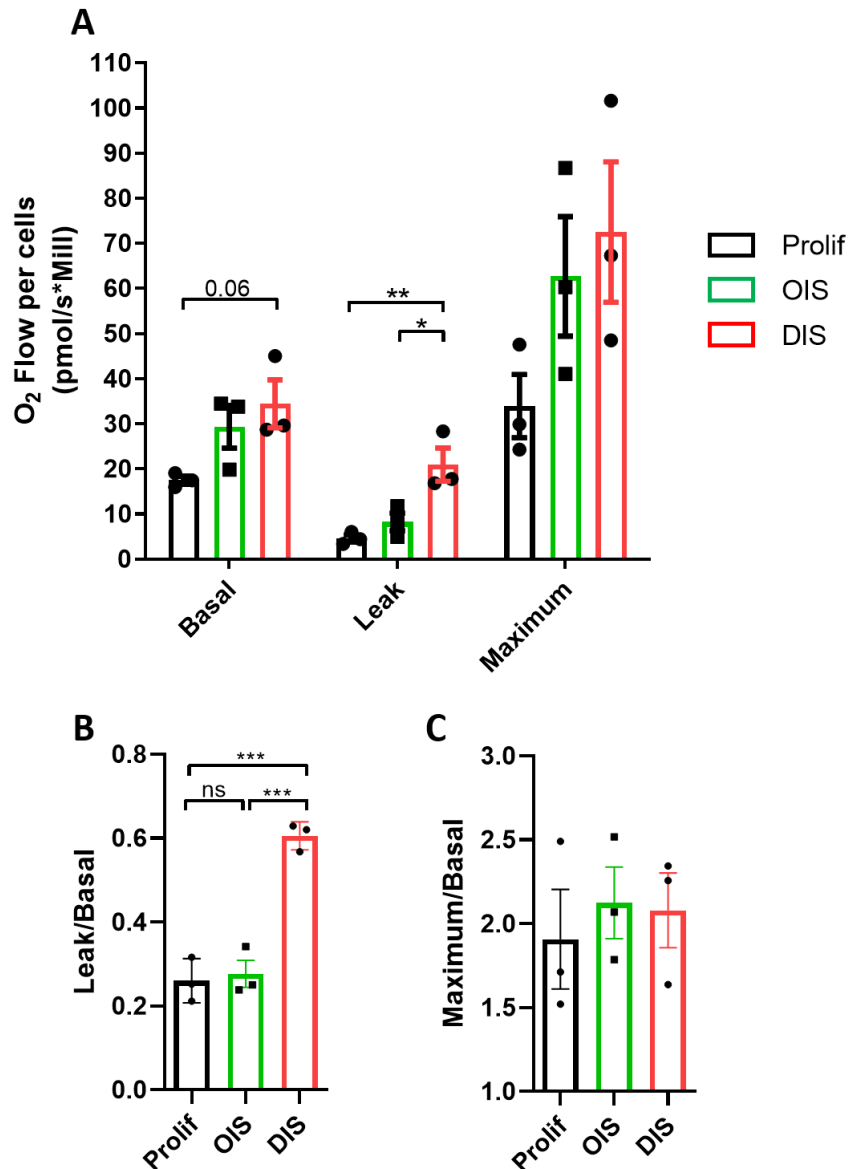 A
110
100
90
80
70
60
50
40
30
20
10
0
O₂ Flow per cells
(pmol/s*Mill)
0.06
**
*
Basal
Leak
Maximum
Prolif
OIS
DIS
B
0.8
0.6
0.4
0.2
0.0
Leak/Basal
***
ns
***
Prolif
OIS
DIS
C
3.0
2.5
2.0
1.5
1.0
Maximum/Basal
Prolif
OIS
DIS